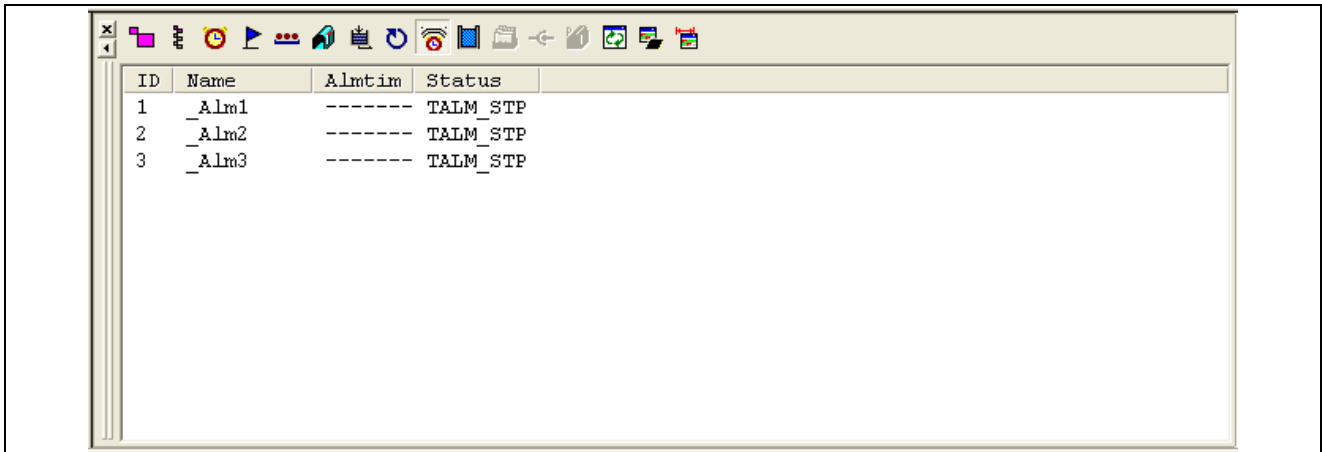 ID Name Almtim Status
1 _Alm1 ------- TALM_STP
2 _Alm2 ------- TALM_STP
3 _Alm3 ------- TALM_STP